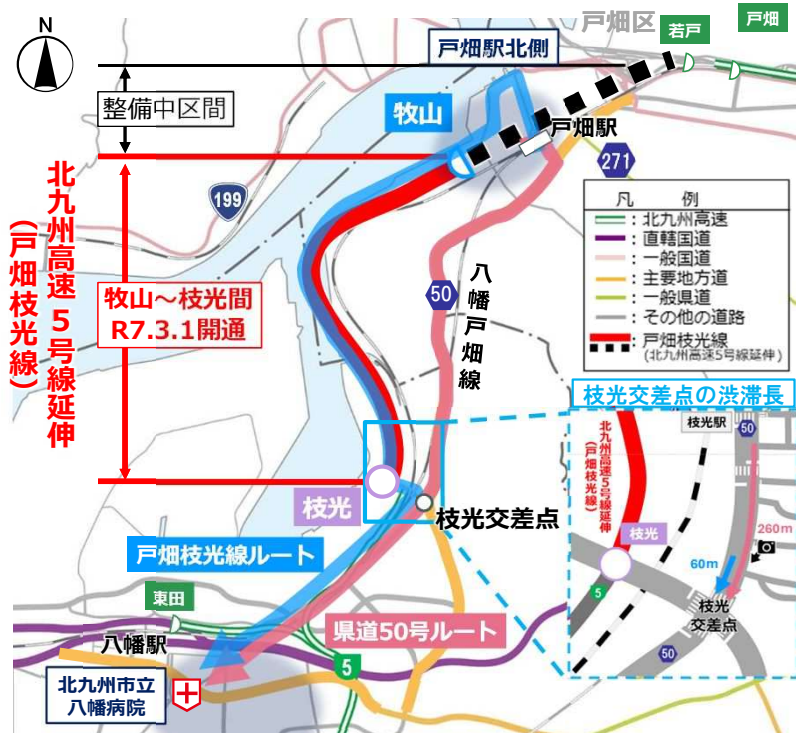 N
戸畑区
若戸
戸畑
戸畑駅北側
整備中区間
牧山
戸畑駅
271
199
北九州高速5号線延伸
(戸畑枝光線)
牧山～枝光間
R7.3.1開通
50
八幡戸畑線
凡 例
：北九州高速
：直轄国道
：一般国道
：主要地方道
：一般県道
：その他の道路
：戸畑枝光線
(北九州高速5号線延伸)
枝光交差点の渋滞長
枝光駅
50
北九州高速5号線延伸
(戸畑枝光線)
枝光
260m
5
60m
枝光
交差点
50
枝光
枝光交差点
戸畑枝光線ルート
東田
県道50号ルート
八幡駅
5
北九州市立
八幡病院